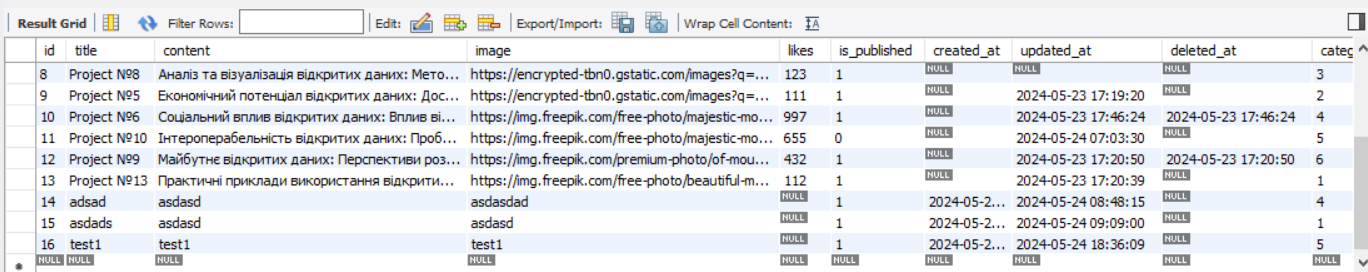 Result Grid Filter Rows: Edit: Export/Import: Wrap Cell Content: IA
id title content image likes is_published created_at updated_at deleted_at categ
8 Project №8 Аналіз та візуалізація відкритих даних: Мето... https://encrypted-tbn0.gstatic.com/images?q=... 123 1 NULL NULL NULL 3
9 Project №5 Економічний потенціал відкритих даних: Дос... https://encrypted-tbn0.gstatic.com/images?q=... 111 1 NULL 2024-05-23 17:19:20 NULL 2
10 Project №6 Соціальний вплив відкритих даних: Вплив ві... https://img.freepik.com/free-photo/majestic-mo... 997 1 NULL 2024-05-23 17:46:24 2024-05-23 17:46:24 4
11 Project №10 Інтероперабельність відкритих даних: Проб... https://img.freepik.com/free-photo/majestic-mo... 655 0 NULL 2024-05-24 07:03:30 NULL 5
12 Project №9 Майбутнє відкритих даних: Перспективи роз... https://img.freepik.com/premium-photo/of-mou... 432 1 NULL 2024-05-23 17:20:50 2024-05-23 17:20:50 6
13 Project №13 Практичні приклади використання відкрити... https://img.freepik.com/free-photo/beautiful-m... 112 1 NULL 2024-05-23 17:20:39 NULL 1
14 adsad asdasd asdasdad NULL 1 2024-05-2... 2024-05-24 08:48:15 NULL 4
15 asdads asdasd asdasd NULL 1 2024-05-2... 2024-05-24 09:09:00 NULL 1
16 test1 test1 test1 NULL 1 2024-05-2... 2024-05-24 18:36:09 NULL 5
NULL NULL NULL NULL NULL NULL NULL NULL NULL NULL